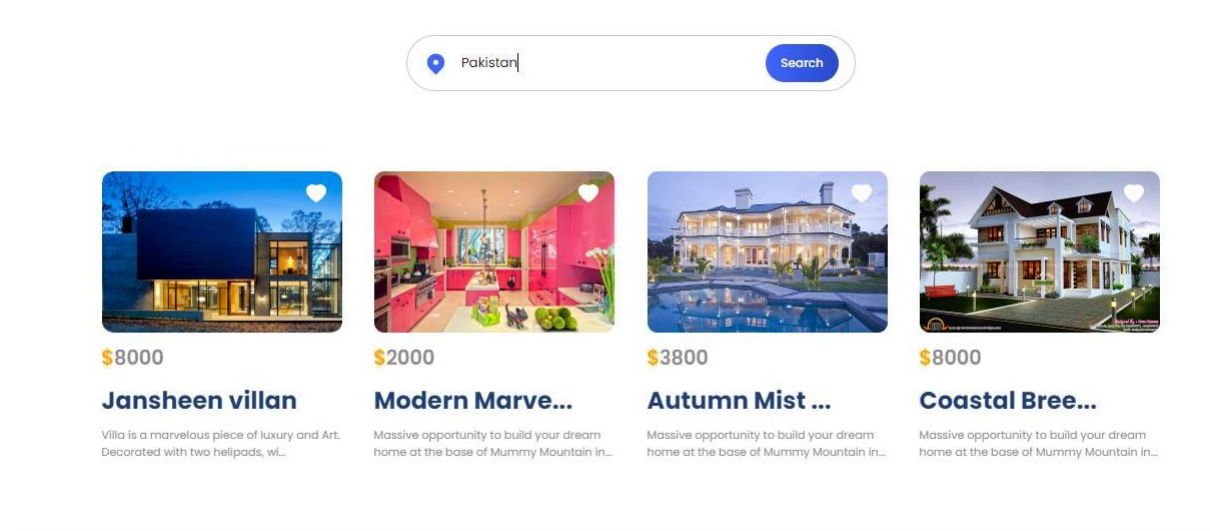 Pakistan
Search
$8000
$2000
$3800
$8000
Jansheen villan
Modern Marve...
Autumn Mist ...
Coastal Bree...
Villa is a marvelous piece of luxury and Art.
Decorated with two helipads, wi...
Massive opportunity to build your dream
home at the base of Mummy Mountain in...
Massive opportunity to build your dream
home at the base of Mummy Mountain in...
Massive opportunity to build your dream
home at the base of Mummy Mountain in...